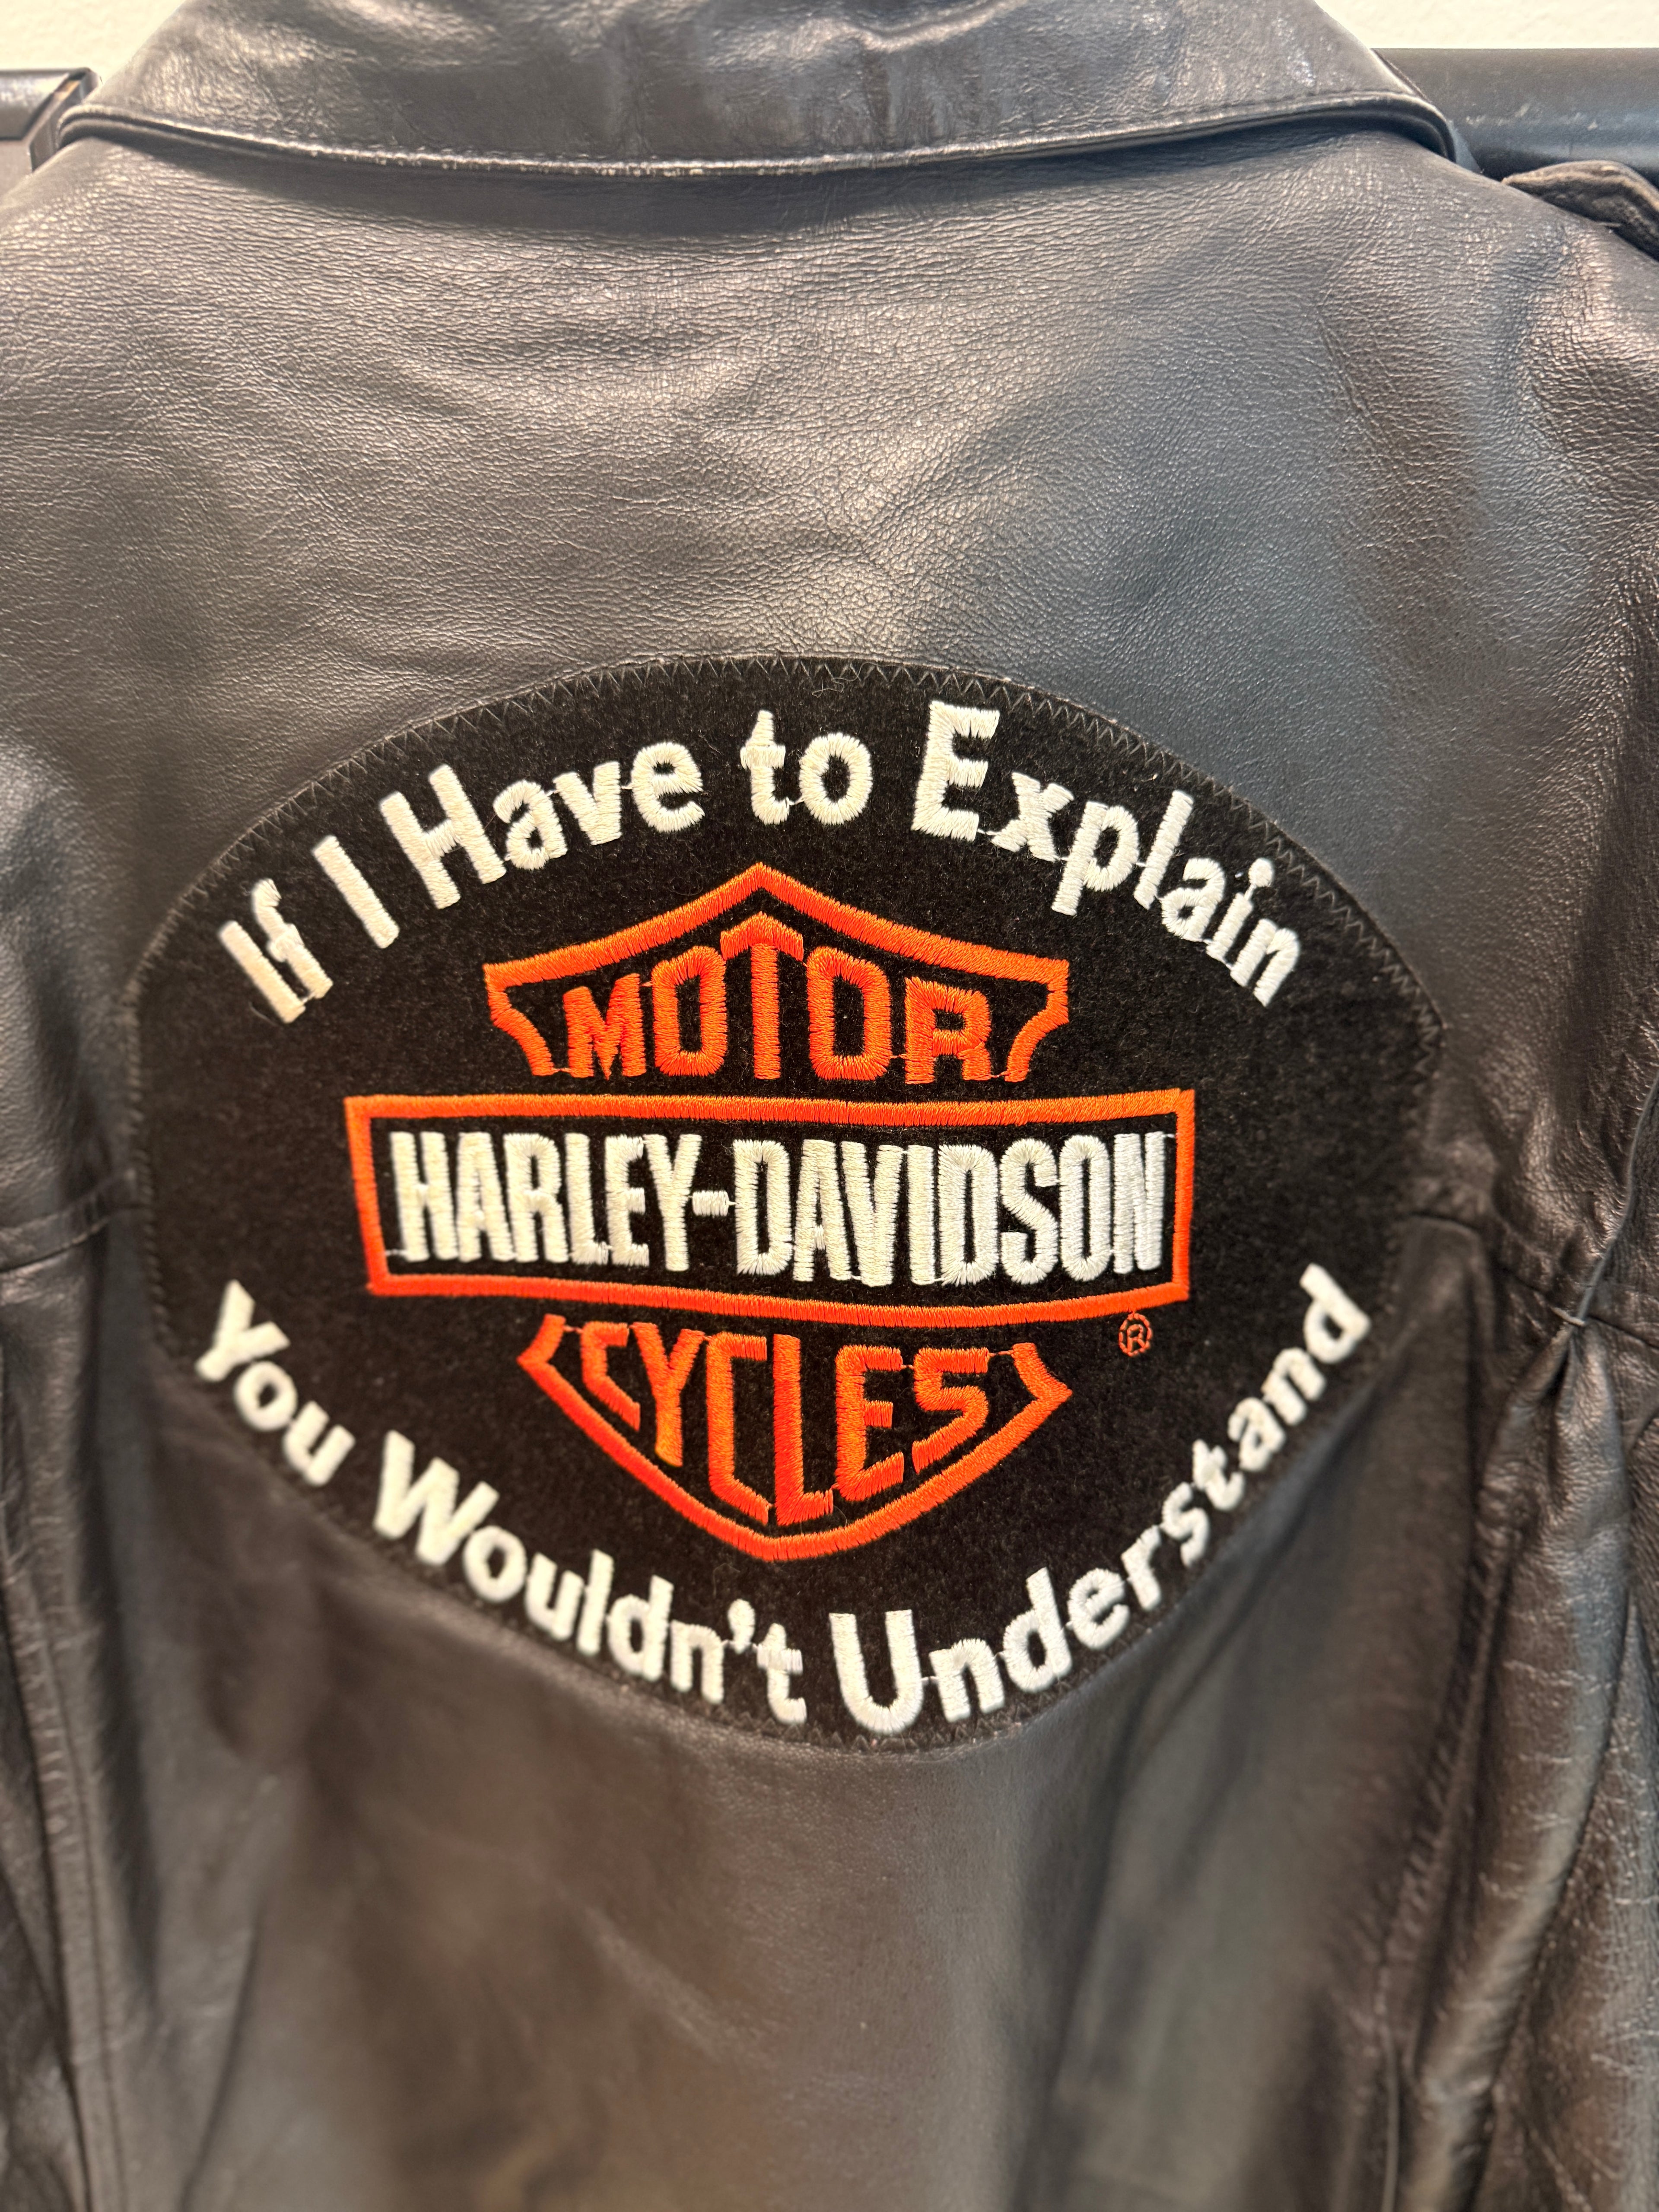 If I Have to Explain
MOTOR
HARLEY-DAVIDSON
CYCLES
®
You Wouldn't Understand